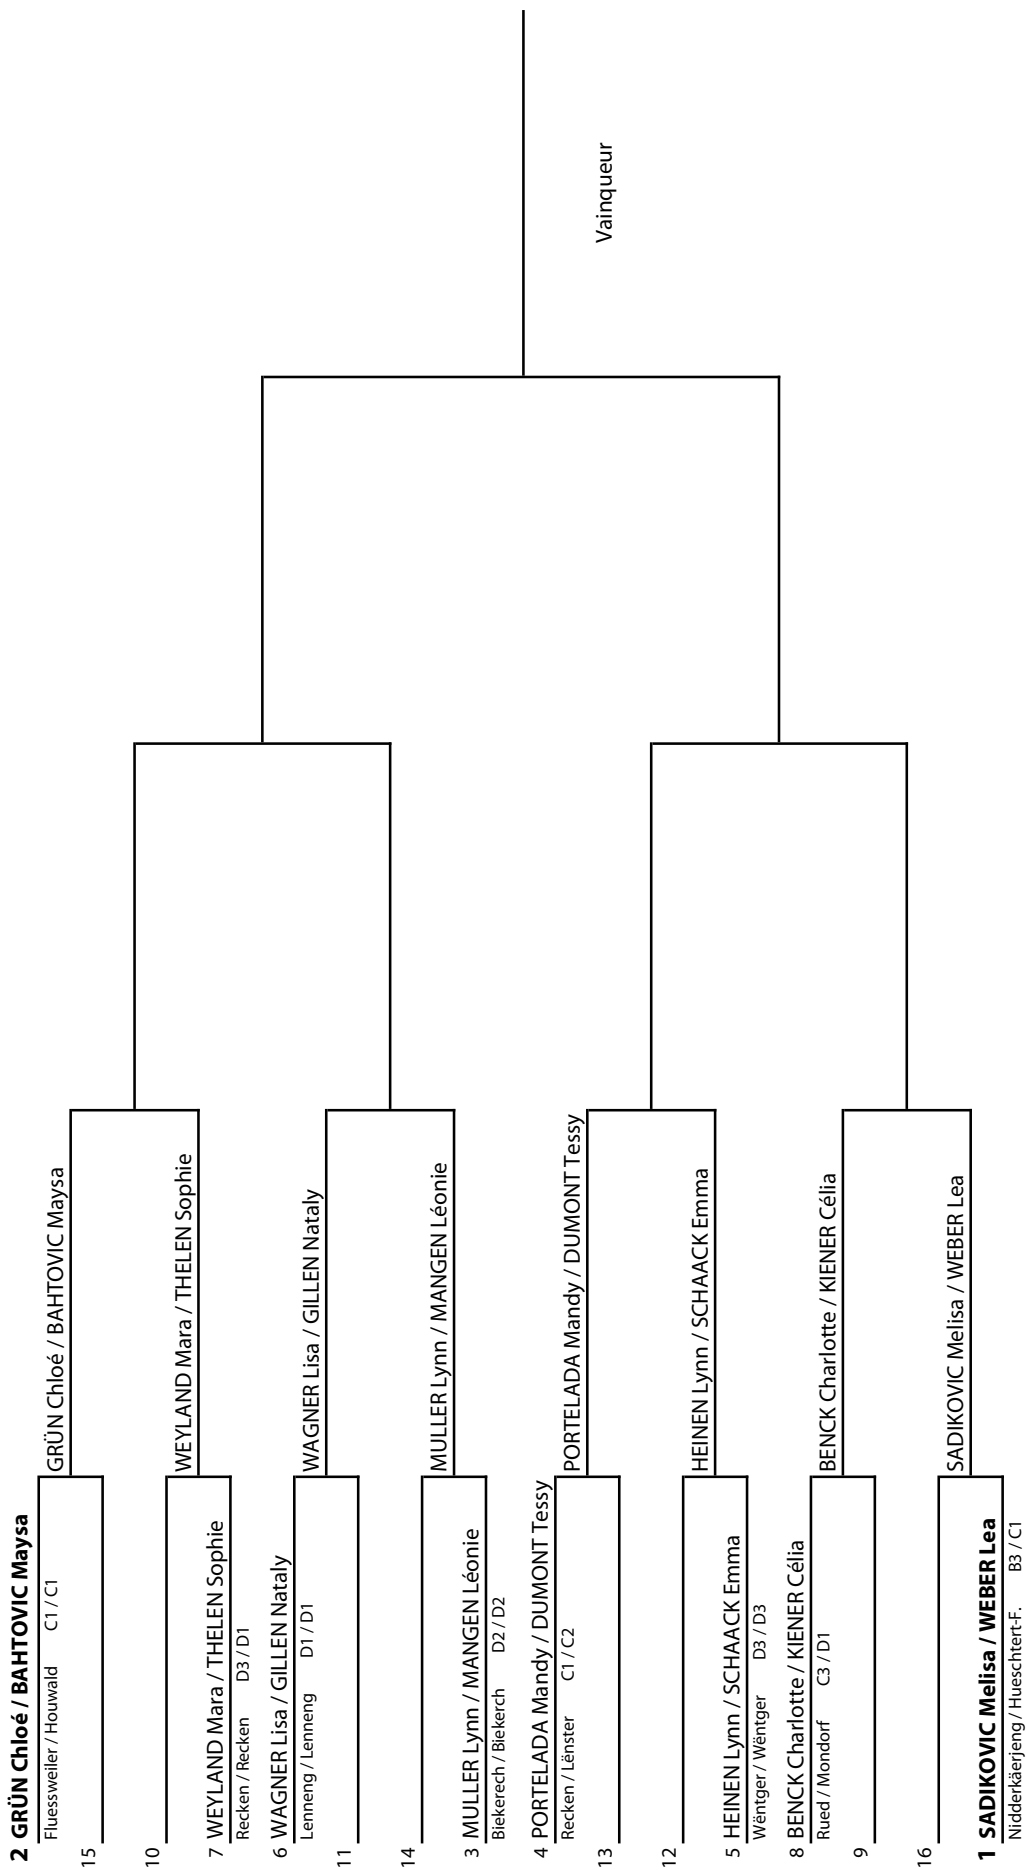 2 GRÜN Chloé / BAHTOVIC Maysa
Fluessweiler / Houwald C1 / C1
15
10
7 WEYLAND Mara / THELEN Sophie
Recken / Recken D3 / D1
6 WAGNER Lisa / GILLEN Nataly
Lenneng / Lenneng D1 / D1
11
14
3 MULLER Lynn / MANGEN Léonie
Biekerech / Biekerch D2 / D2
4 PORTELADA Mandy / DUMONT Tessy
Recken / Lënster C1 / C2
13
12
5 HEINEN Lynn / SCHAACK Emma
Wëntger / Wëntger D3 / D3
8 BENCK Charlotte / KIENER Célia
Rued / Mondorf C3 / D1
9
16
1 SADIKOVIC Melisa / WEBER Lea
Nidderkäerjeng / Hueschtert-F. B3 / C1
GRÜN Chloé / BAHTOVIC Maysa
WEYLAND Mara / THELEN Sophie
WAGNER Lisa / GILLEN Nataly
MULLER Lynn / MANGEN Léonie
PORTELADA Mandy / DUMONT Tessy
HEINEN Lynn / SCHAACK Emma
BENCK Charlotte / KIENER Célia
SADIKOVIC Melisa / WEBER Lea
Vainqueur